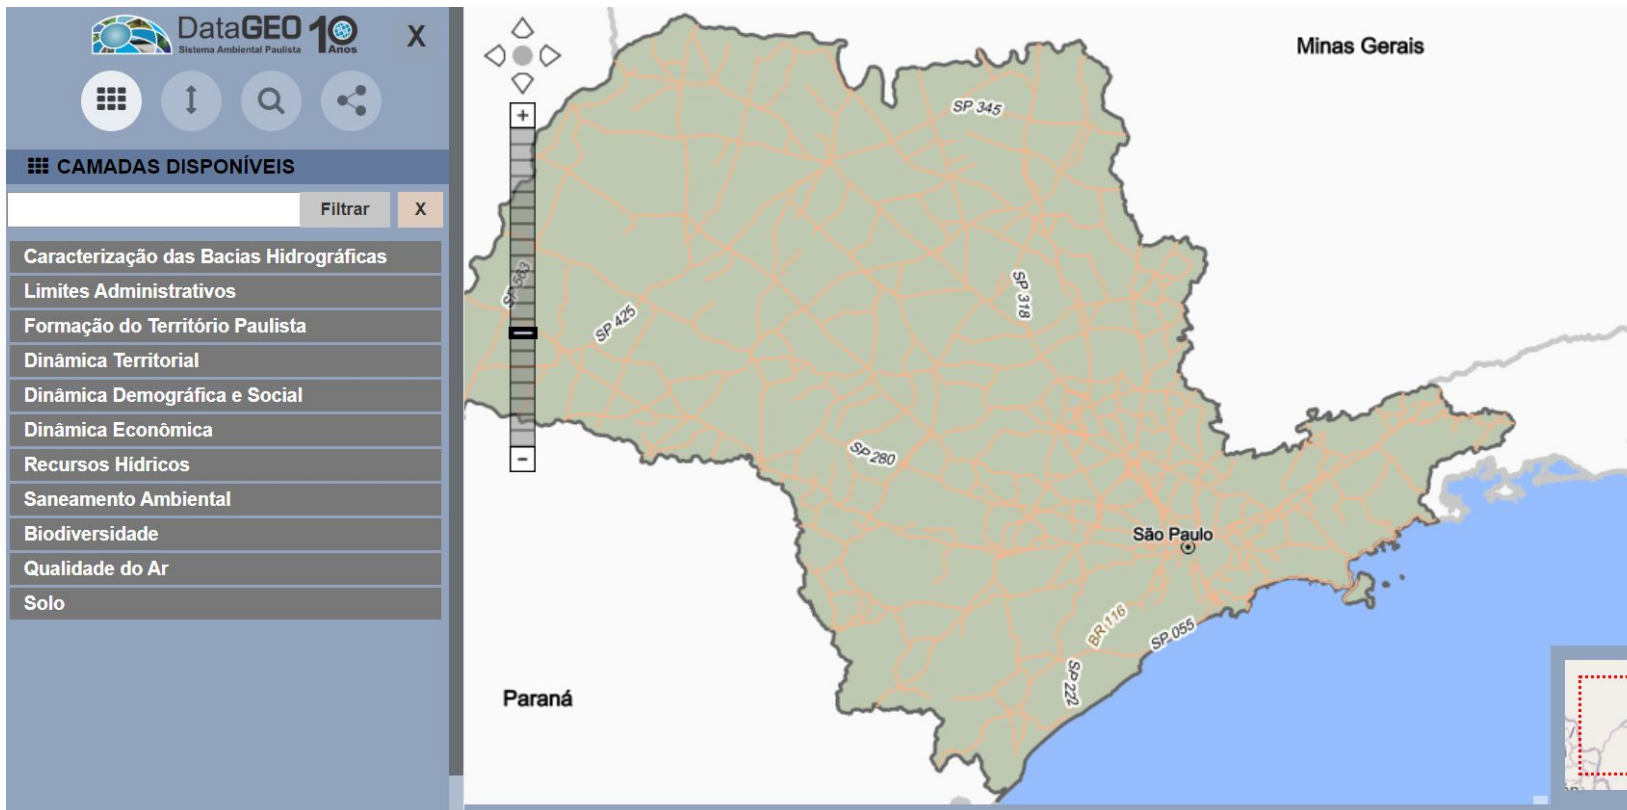 DataGEO 10
Sistema Ambiental Paulista Anos
X
CAMADAS DISPONÍVEIS
Filtrar X
Caracterização das Bacias Hidrográficas
Limites Administrativos
Formação do Território Paulista
Dinâmica Territorial
Dinâmica Demográfica e Social
Dinâmica Econômica
Recursos Hídricos
Saneamento Ambiental
Biodiversidade
Qualidade do Ar
Solo
+
-
Minas Gerais
SP 345
SP 563
SP 318
SP 425
SP 280
São Paulo
BR 116
SP 055
SP 222
Paraná